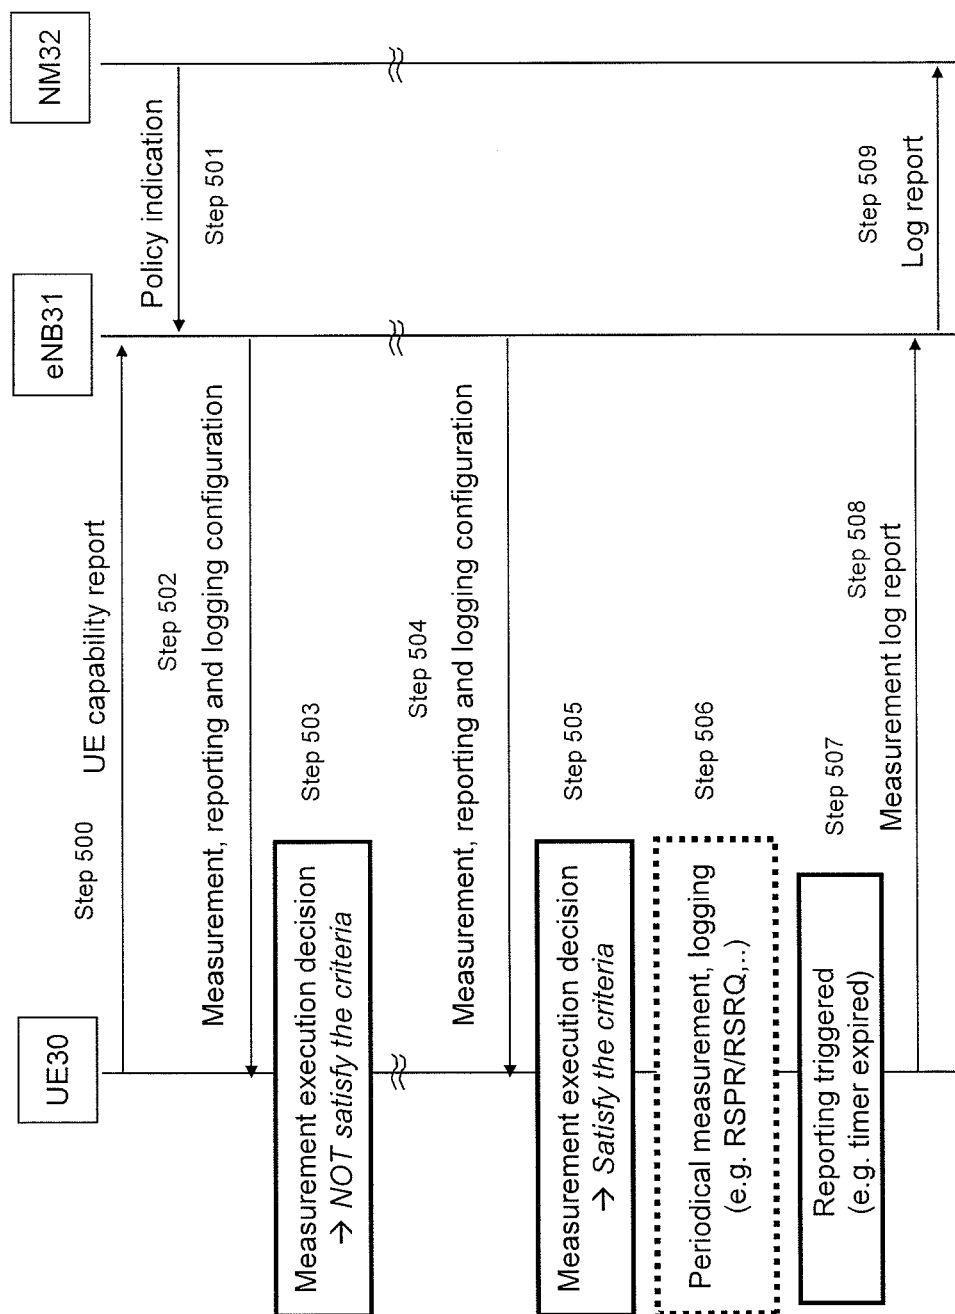 UE30
eNB31
NM32
Step 500
UE capability report
Policy indication
Step 501
Step 502
Measurement, reporting and logging configuration
Measurement execution decision
→ NOT satisfy the criteria
Step 503
Step 504
Measurement, reporting and logging configuration
Measurement execution decision
→ Satisfy the criteria
Step 505
Periodical measurement, logging
(e.g. RSPR/RSRQ,..)
Step 506
Reporting triggered
(e.g. timer expired)
Step 507
Step 508
Measurement log report
Step 509
Log report